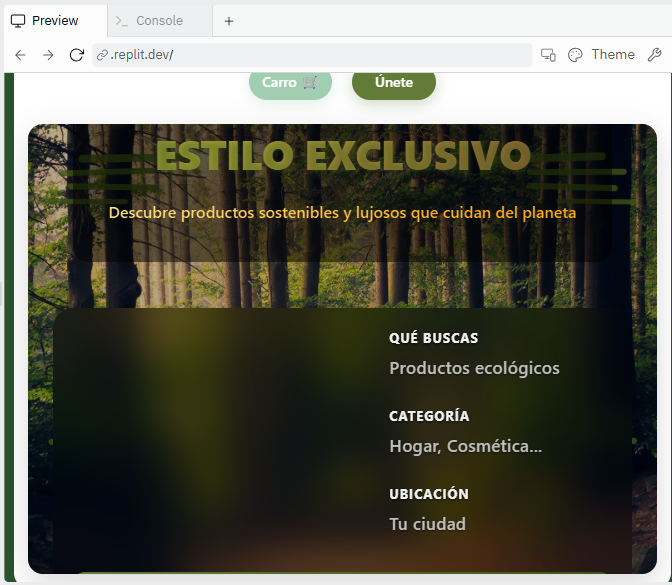 Preview
>_ Console
+
.replit.dev/
Theme
Carro 🛒
Únete
ESTILO EXCLUSIVO
Descubre productos sostenibles y lujosos que cuidan del planeta
QUÉ BUSCAS
Productos ecológicos
CATEGORÍA
Hogar, Cosmética...
UBICACIÓN
Tu ciudad